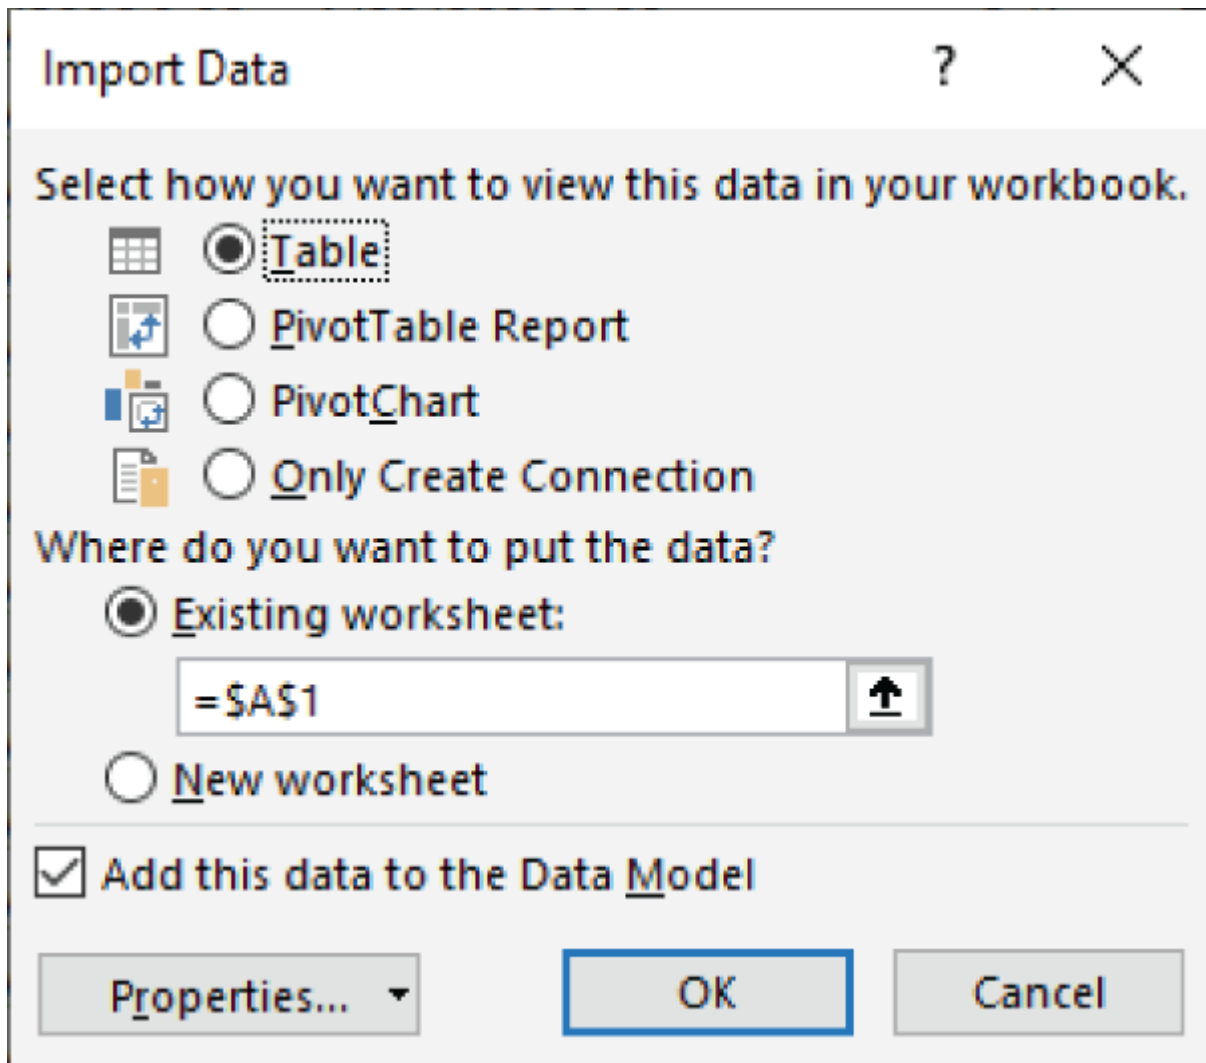 Import Data ?
Select how you want to view this data in your workbook.
Table
PivotTable Report
PivotChart
Only Create Connection
Where do you want to put the data?
Existing worksheet:
=$A$1
New worksheet
Add this data to the Data Model
Properties... OK Cancel